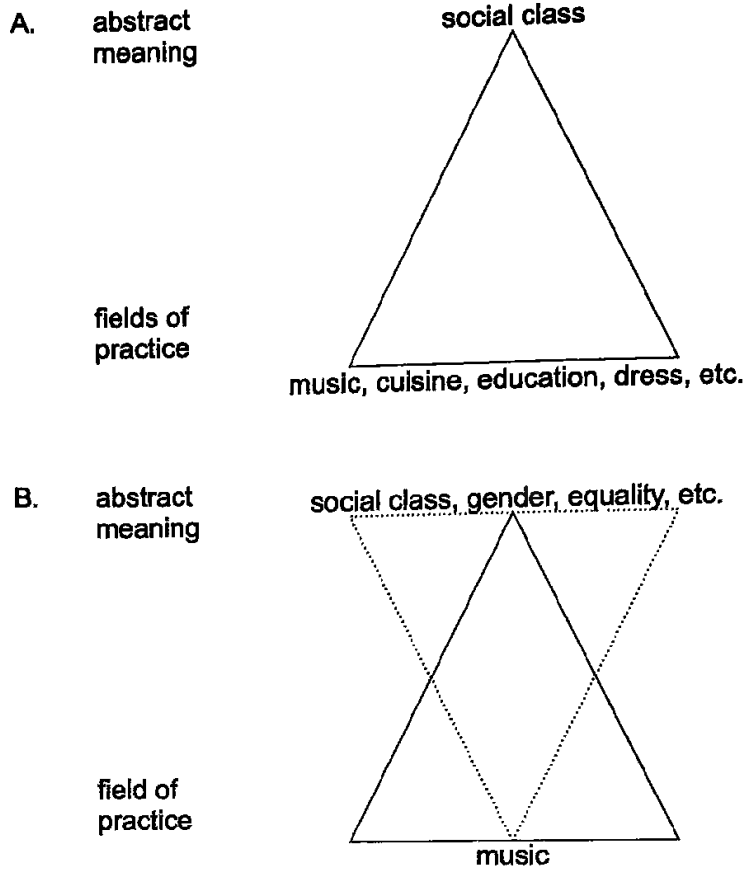 A. abstract meaning
social class
fields of
practice
music, cuisine, education, dress, etc.
B. abstract meaning
social class, gender, equality, etc.
field of
practice
music